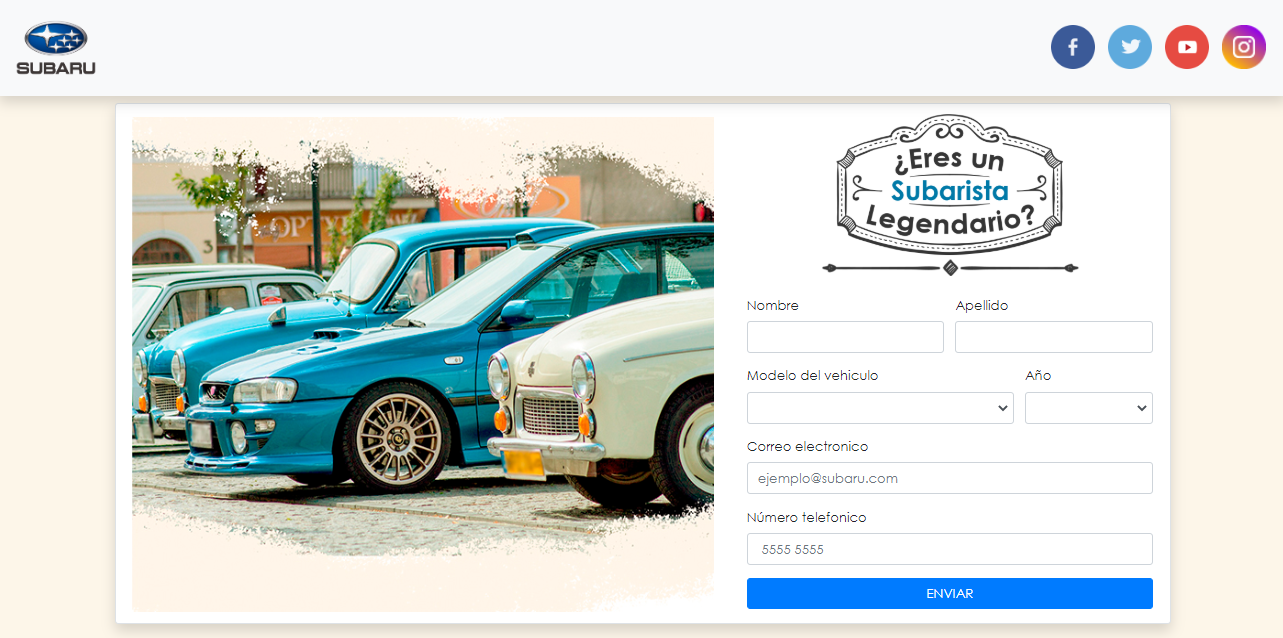 SUBARU
¿Eres un
Subarista
Legendario?
Nombre
Apellido
Modelo del vehiculo
Año
Correo electronico
ejemplo@subaru.com
Número telefonico
5555 5555
ENVIAR